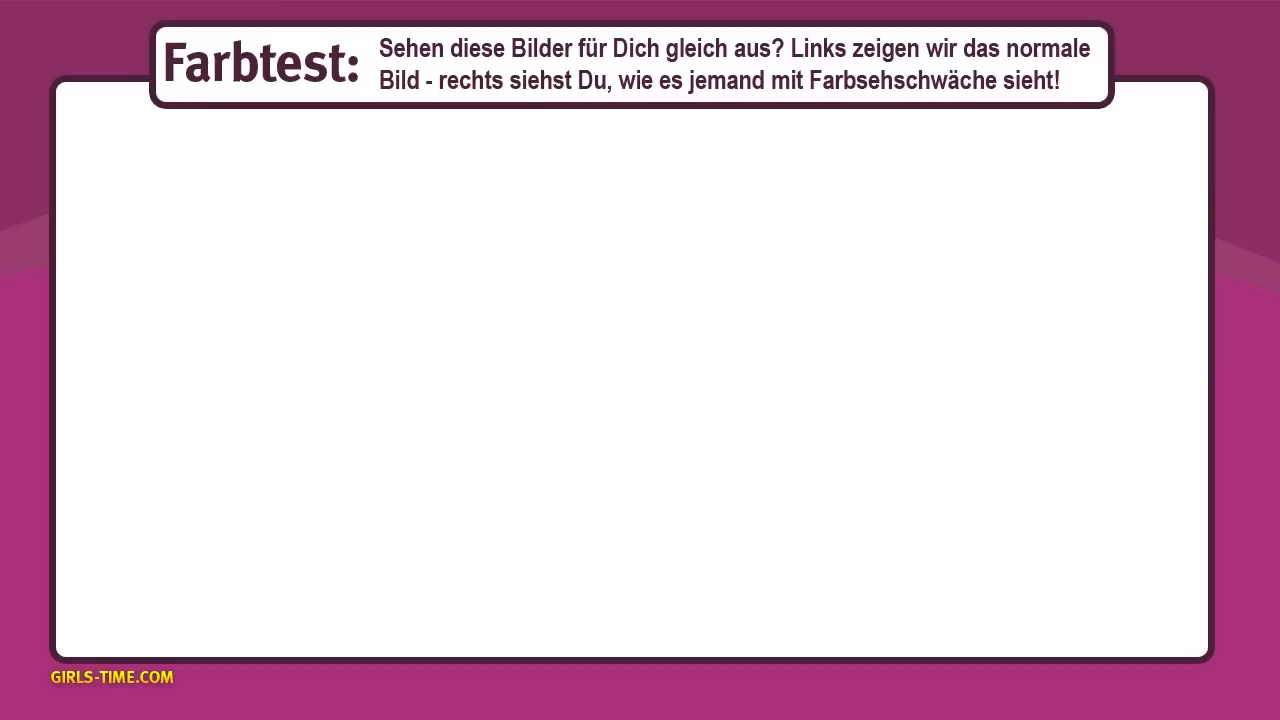 Farbtest:
Sehen diese Bilder für Dich gleich aus? Links zeigen wir das normale
Bild - rechts siehst Du, wie es jemand mit Farbsehschwäche sieht!
GIRLS-TIME.COM